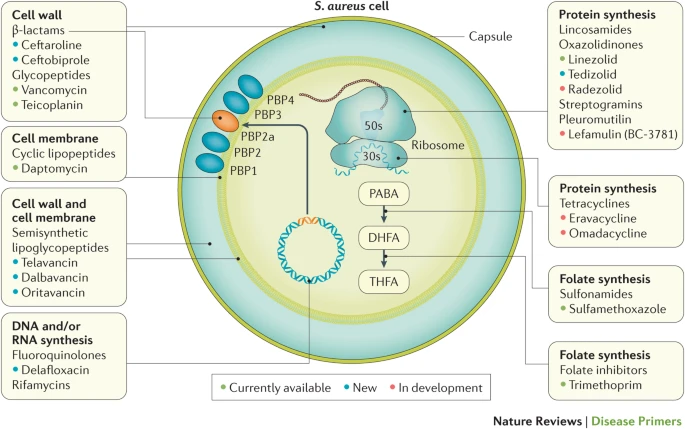 S. aureus cell
Cell wall
β-lactams
• Ceftaroline
• Ceftobiprole
Glycopeptides
• Vancomycin
• Teicoplanin
Cell membrane
Cyclic lipopeptides
• Daptomycin
Cell wall and
cell membrane
Semisynthetic
lipoglycopeptides
• Telavancin
• Dalbavancin
• Oritavancin
DNA and/or
RNA synthesis
Fluoroquinolones
• Delafloxacin
Rifamycins
Capsule
PBP4
PBP3
PBP2a
PBP2
PBP1
50s
30s
Ribosome
PABA
DHFA
THFA
Protein synthesis
Lincosamides
Oxazolidinones
• Linezolid
• Tedizolid
• Radezolid
Streptogramins
Pleuromutilin
• Lefamulin (BC-3781)
Protein synthesis
Tetracyclines
• Eravacycline
• Omadacycline
Folate synthesis
Sulfonamides
• Sulfamethoxazole
Folate synthesis
Folate inhibitors
• Trimethoprim
• Currently available • New • In development
Nature Reviews | Disease Primers